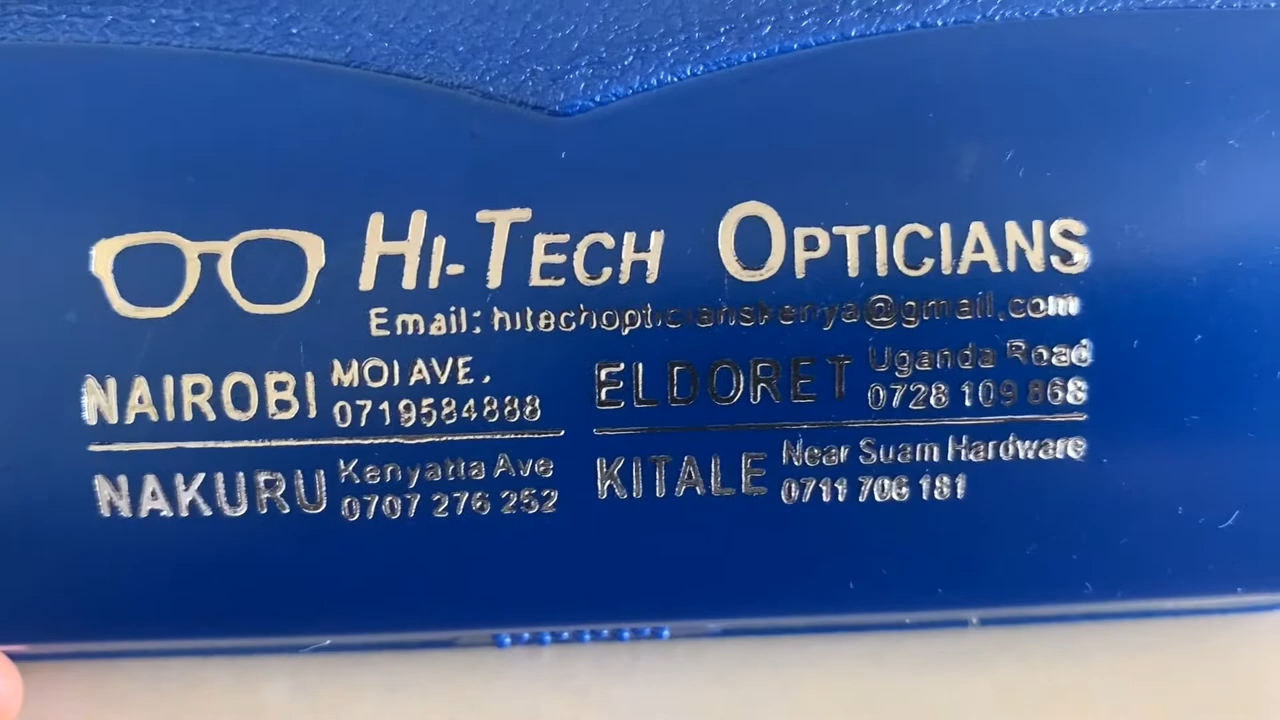 Hi-Tech Opticians
Email: hitechopticianskenya@gmail.com
NAIROBI MOI AVE.
0719584888
ELDORET Uganda Road
0728 109 868
NAKURU Kenyatta Ave
0707 276 252
KITALE Near Suam Hardware
0711 706 181